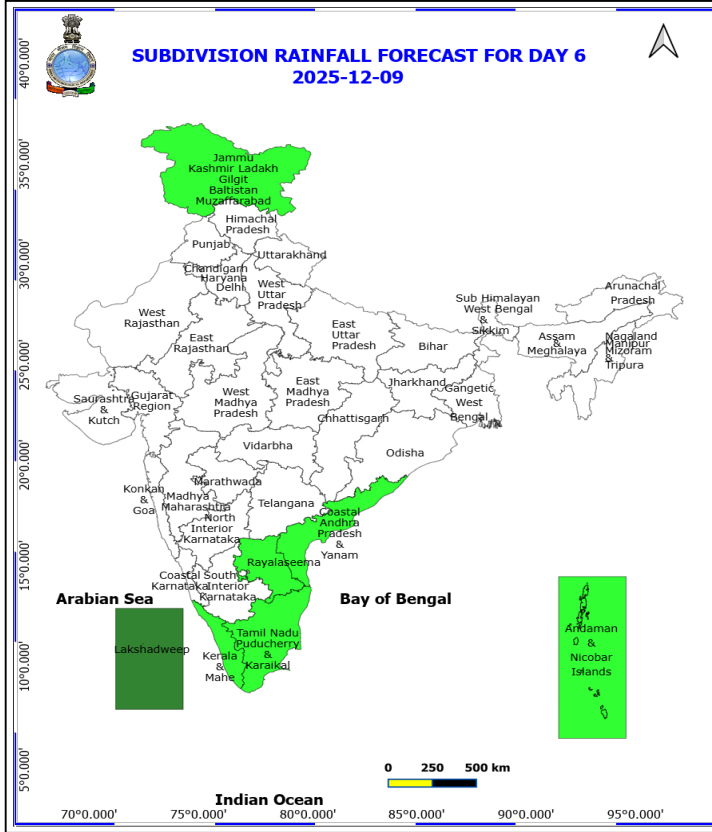 SUBDIVISION RAINFALL FORECAST FOR DAY 6
2025-12-09
40°0.000'
35°0.000'
30°0.000'
25°0.000'
20°0.000'
15°0.000'
10°0.000'
5°0.000'
Jammu
Kashmir Ladakh
Gilgit
Baltistan
Muzaffarabad
Himachal
Pradesh
Punjab
Uttarakhand
Chandigarh
Haryana
Delhi
West
Uttar
Pradesh
Arunachal
Pradesh
West
Rajasthan
Sub Himalayan
West Bengal
&
Sikkim
East
Rajasthan
East
Uttar
Pradesh
Bihar
Assam
&
Meghalaya
Nagaland
Manipur
Mizoram
&
Tripura
Saurashtra
&
Kutch
Gujarat
Region
West
Madhya
Pradesh
East
Madhya
Pradesh
Jharkhand
Gangetic
West
Bengal
Chhattisgarh
Vidarbha
Odisha
Konkan
&
Goa
Marathwada
Madhya
Maharashtra
Telangana
North
Interior
Karnataka
Coastal
Andhra
Pradesh
&
Yanam
Rayalaseema
Coastal
Karnataka
South
Interior
Karnataka
Arabian Sea
Bay of Bengal
Lakshadweep
Kerala
&
Mahe
Tamil Nadu
Puducherry
&
Karaikal
Andaman
&
Nicobar
Islands
0 250 500 km
Indian Ocean
70°0.000' 75°0.000' 80°0.000' 85°0.000' 90°0.000' 95°0.000'